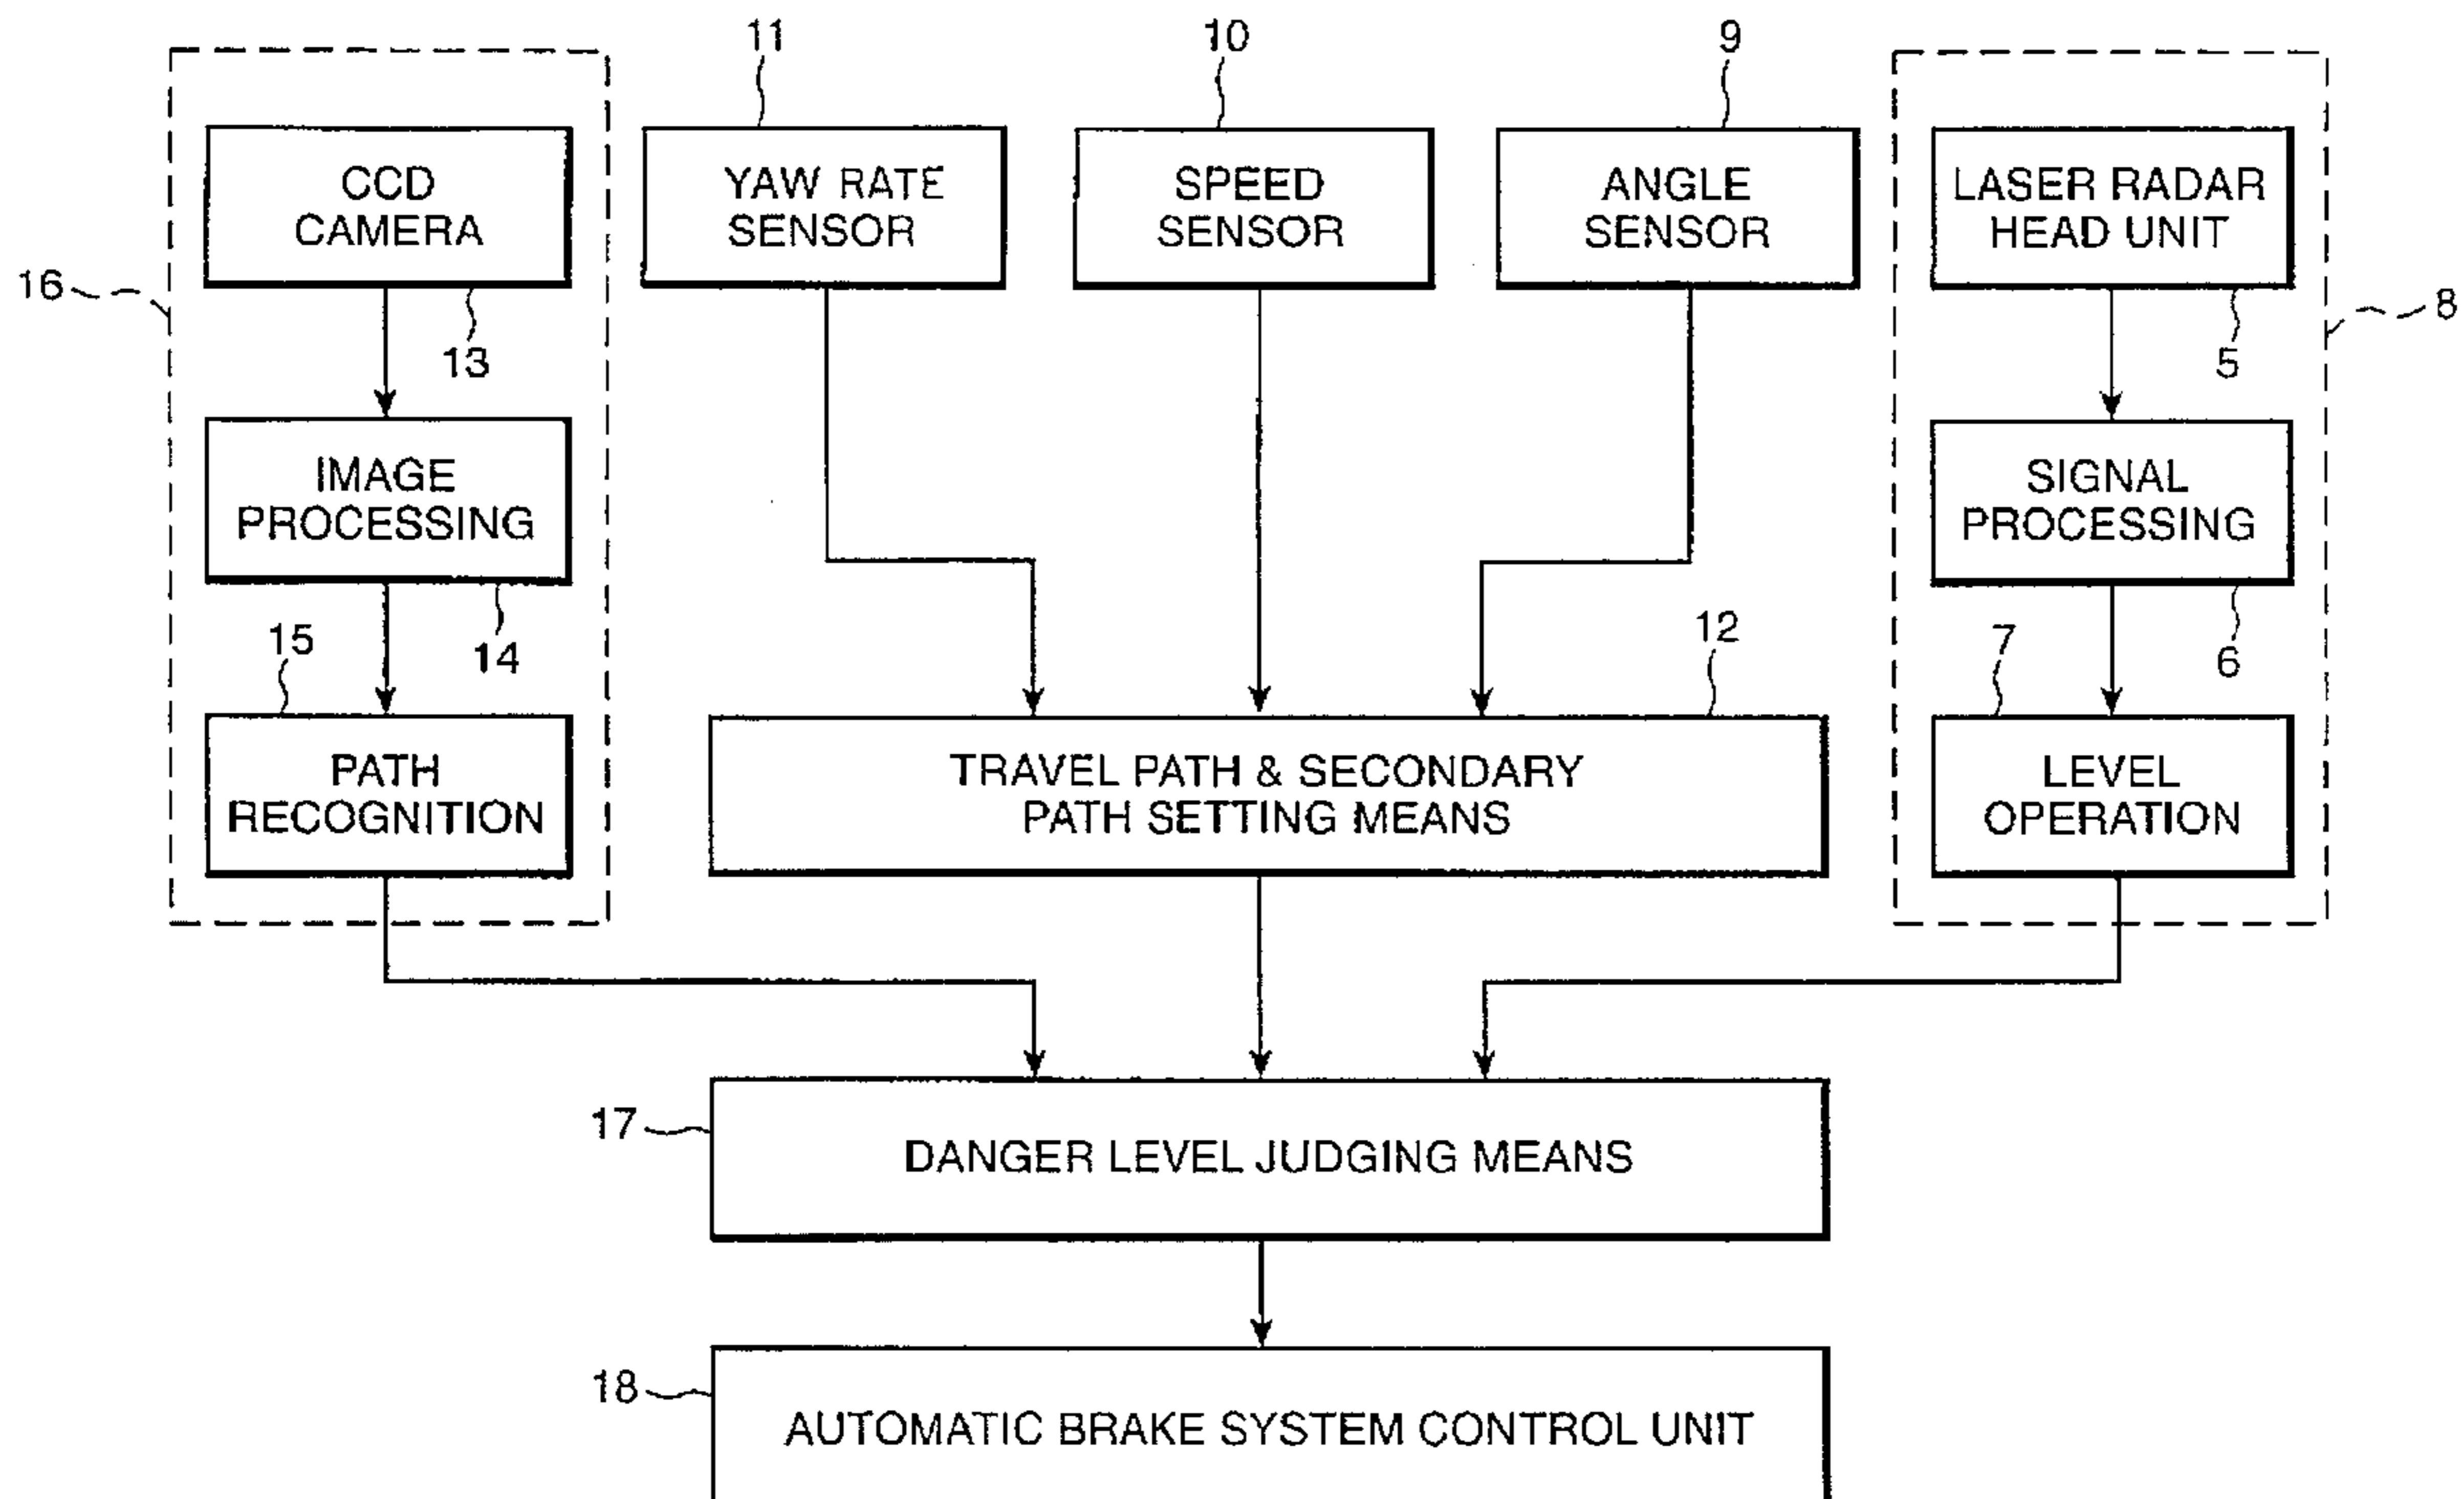 11
10
9
CCD
CAMERA
YAW RATE
SENSOR
SPEED
SENSOR
ANGLE
SENSOR
LASER RADAR
HEAD UNIT
16
8
13
5
IMAGE
PROCESSING
SIGNAL
PROCESSING
15
14
12
7
6
PATH
RECOGNITION
TRAVEL PATH & SECONDARY
PATH SETTING MEANS
LEVEL
OPERATION
17
DANGER LEVEL JUDGING MEANS
18
AUTOMATIC BRAKE SYSTEM CONTROL UNIT